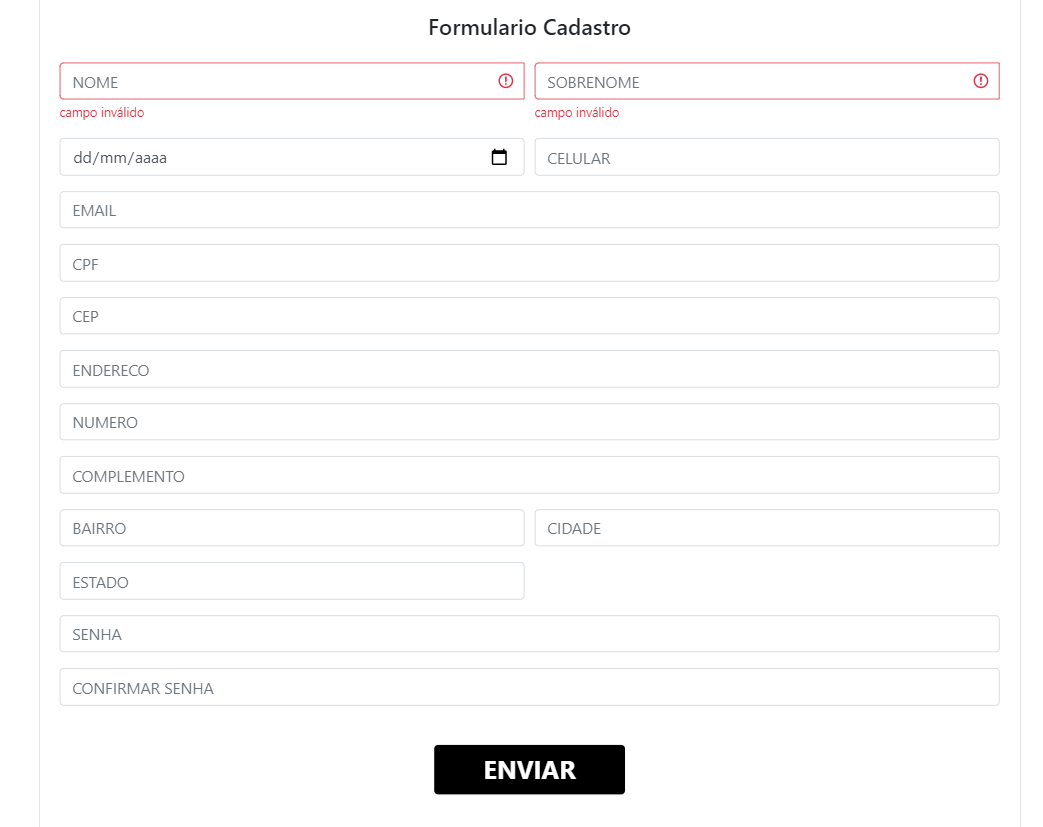 Formulario Cadastro
NOME
SOBRENOME
campo inválido
campo inválido
dd/mm/aaaa
CELULAR
EMAIL
CPF
CEP
ENDERECO
NUMERO
COMPLEMENTO
BAIRRO
CIDADE
ESTADO
SENHA
CONFIRMAR SENHA
ENVIAR